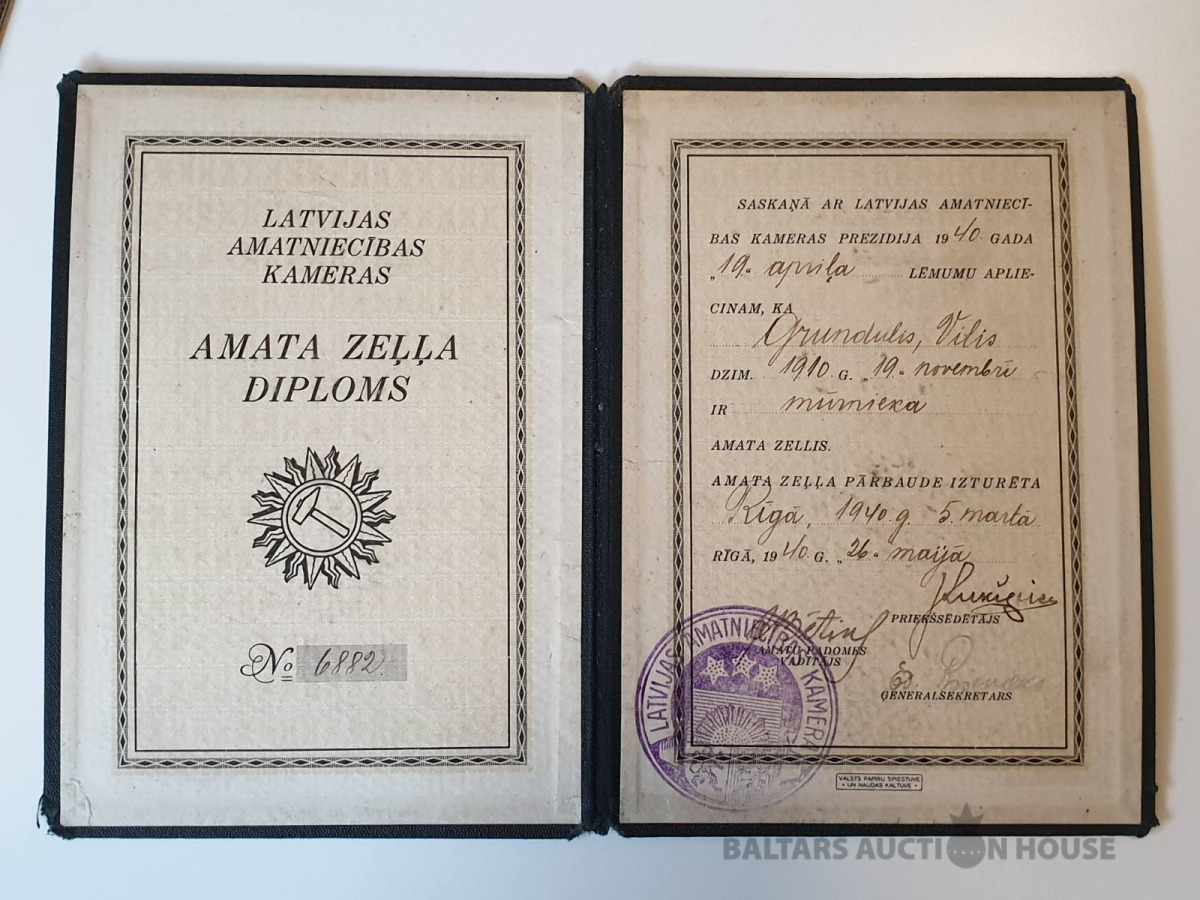 LATVIJAS
AMATNIECĪBAS
KAMERAS
AMATA ZEĻĻA
DIPLOMS
№ 6882.
SASKAŅĀ AR LATVIJAS AMATNIECĪ-
BAS KAMERAS PREZIDIJA 1940. GADA
„19" apriļa LĒMUMU APLIE-
CINAM, KA
Grundulis, Vilis
DZIM. 1910. G. „19." novembrī
IR mūrnieka
AMATA ZELLIS.
AMATA ZEĻĻA PĀRBAUDE IZTURĒTA
Rīgā, 1940. g. 5. martā
RĪGĀ, 1940. G. „26" maijā
PRIEKŠSĒDĒTĀJS
AMATU PADOMES
VADĪTĀJS
ĢENERALSEKRETARS
LATVIJAS AMATNIECĪBAS KAMERA
VALSTS PAPĪRU SPIESTUVE
• UN NAUDAS KALTUVE •
BALTARS AUCTION HOUSE